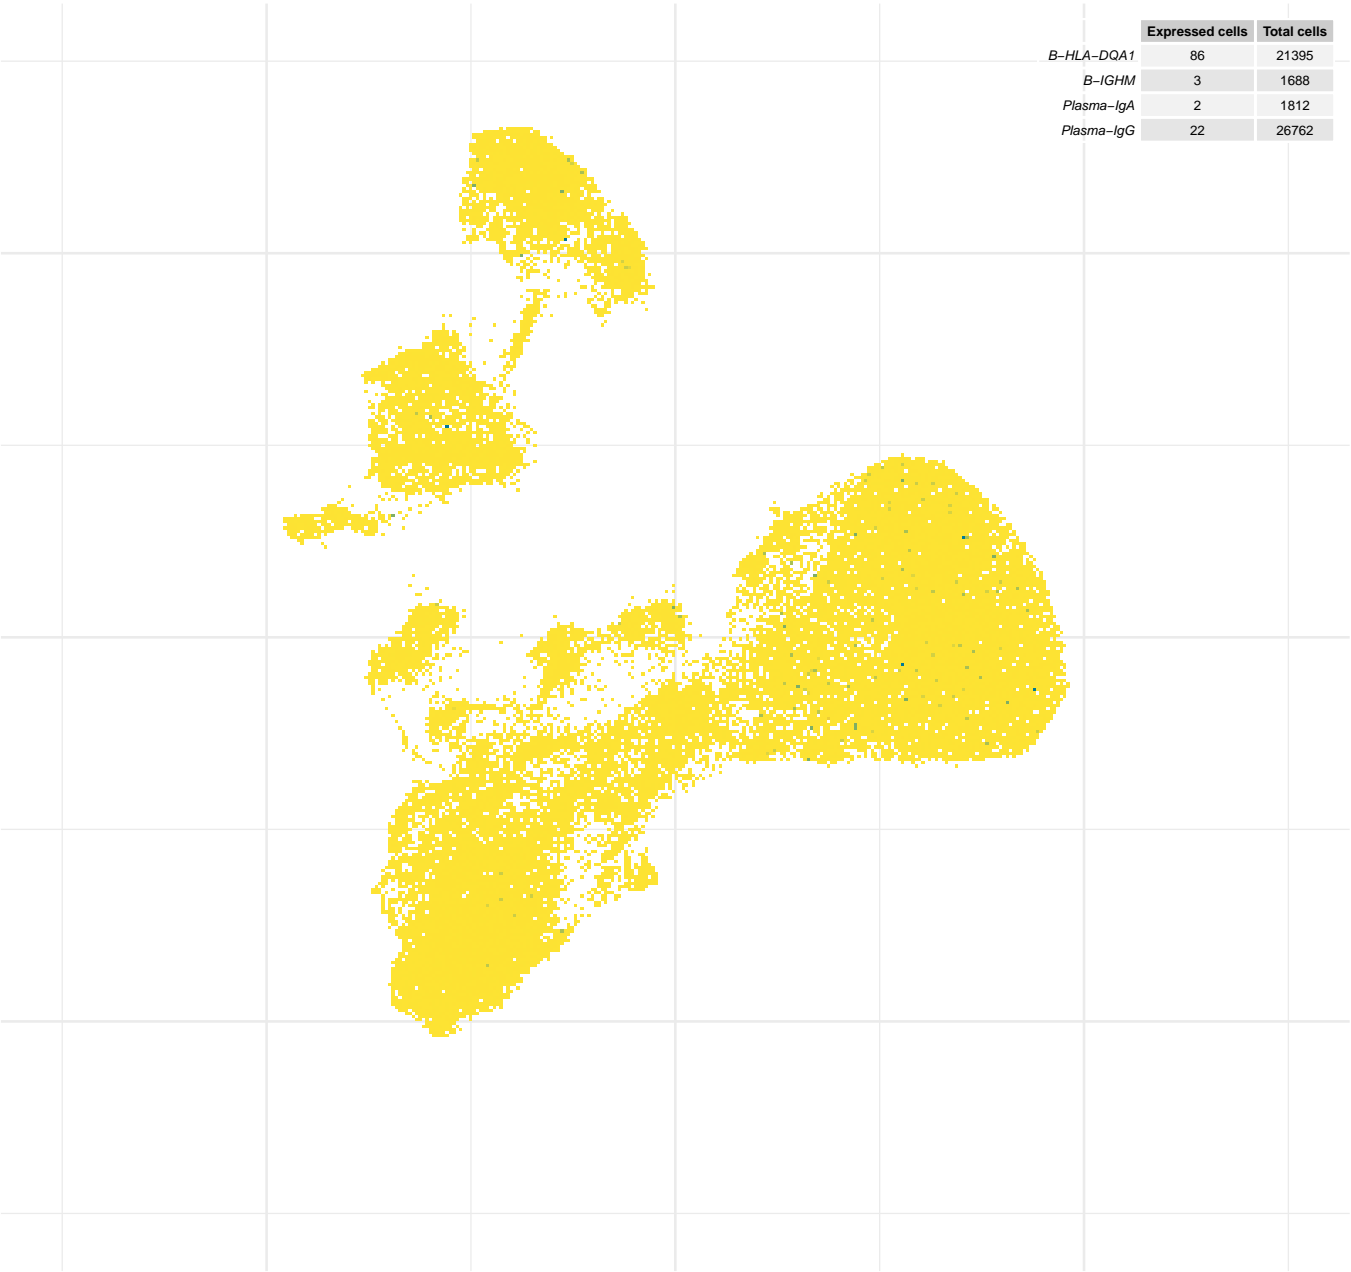 Expressed cells Total cells
B−HLA−DQA1 86 21395
B−IGHM 3 1688
Plasma−IgA 2 1812
Plasma−IgG 22 26762